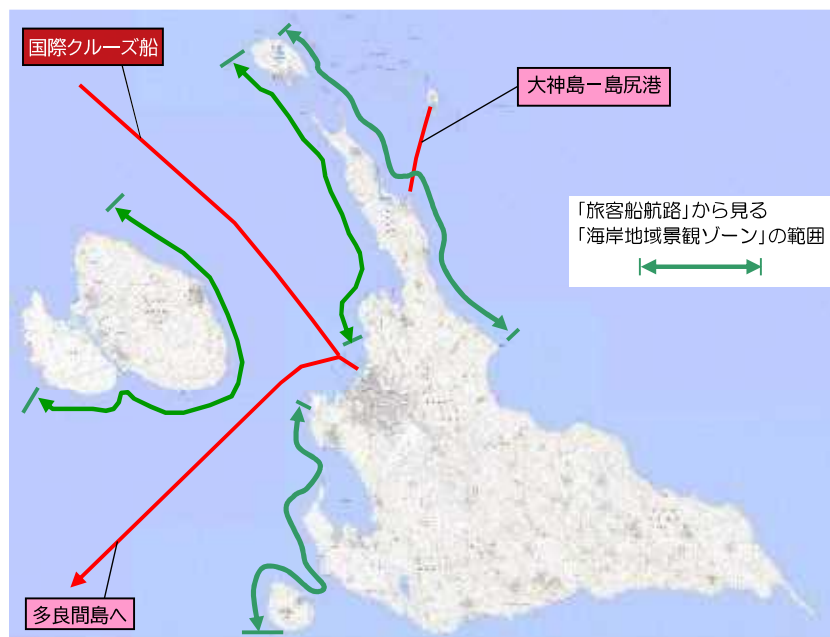 国際クルーズ船
大神島ー島尻港
「旅客船航路」から見る
「海岸地域景観ゾーン」の範囲
多良間島へ